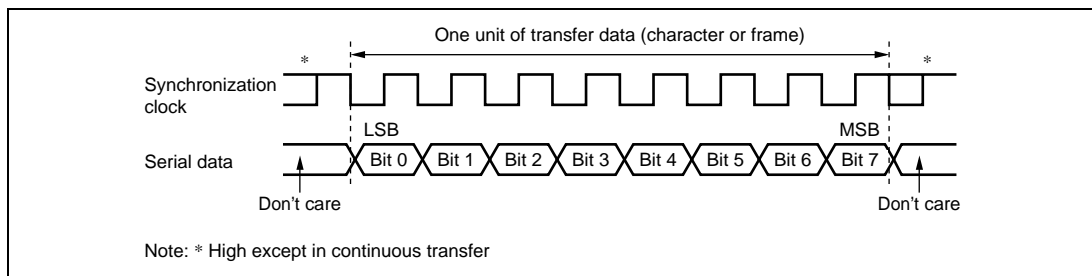 One unit of transfer data (character or frame)
* *
Synchronization
clock
LSB MSB
Serial data Bit 0 Bit 1 Bit 2 Bit 3 Bit 4 Bit 5 Bit 6 Bit 7
Don't care Don't care
Note: * High except in continuous transfer